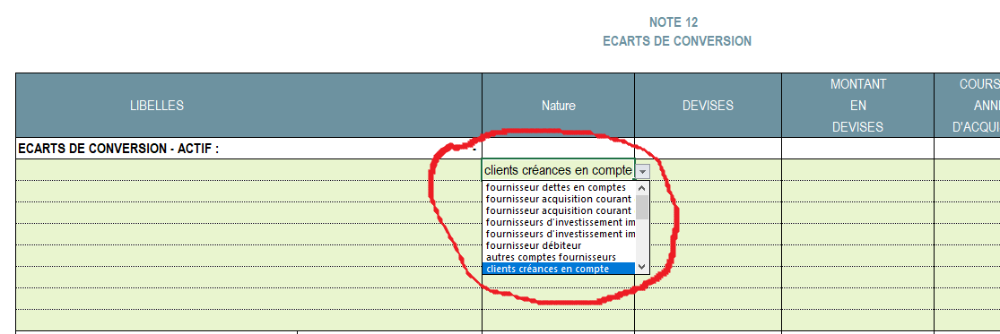 NOTE 12
ECARTS DE CONVERSION
LIBELLES
Nature
DEVISES
MONTANT
EN
DEVISES
COURS
ANN
D'ACQUI
ECARTS DE CONVERSION - ACTIF :
-
clients créances en compte
fournisseur dettes en comptes
fournisseur acquisition courant
fournisseur acquisition courant
fournisseurs d'investissement im
fournisseurs d'investissement im
fournisseur débiteur
autres comptes fournisseurs
clients créances en compte